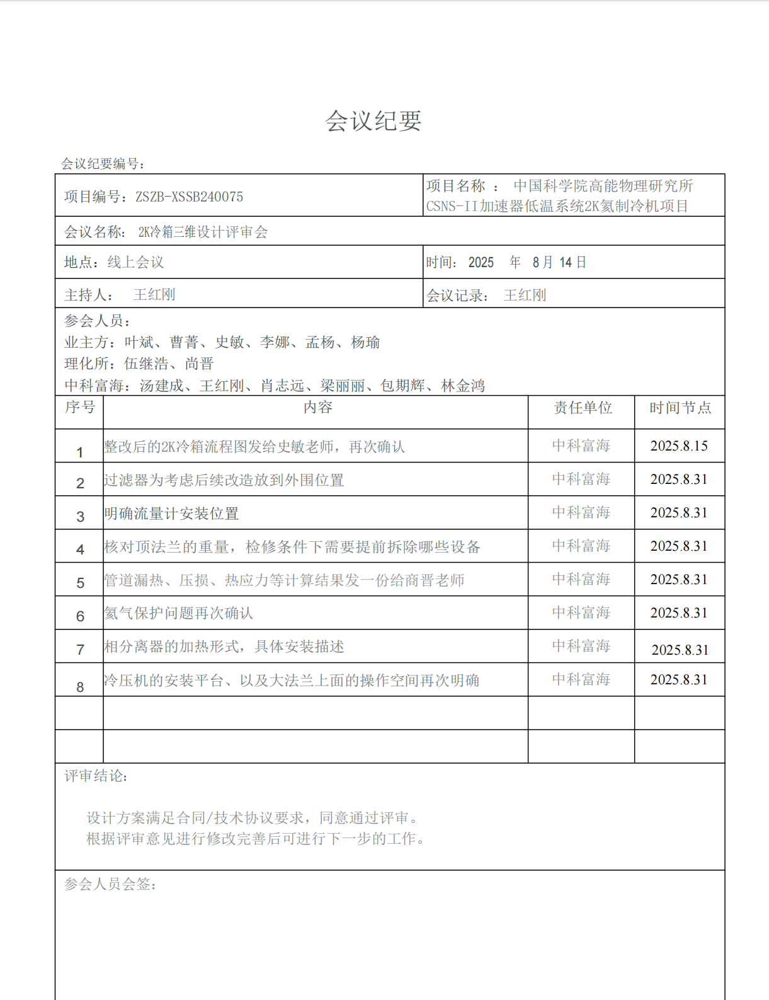 会议纪要
会议纪要编号：
项目编号：ZSZB-XSSB240075
项目名称 ： 中国科学院高能物理研究所
CSNS-II加速器低温系统2K氦制冷机项目
会议名称: 2K冷箱三维设计评审会
地点：线上会议
时间: 2025 年 8月 14日
主持人： 王红刚
会议记录： 王红刚
参会人员：
业主方：叶斌、曹菁、史敏、李娜、孟杨、杨瑜
理化所：伍继浩、尚晋
中科富海：汤建成、王红刚、肖志远、梁丽丽、包期辉、林金鸿
序号 内容 责任单位 时间节点
1 整改后的2K冷箱流程图发给史敏老师，再次确认 中科富海 2025.8.15
2 过滤器为考虑后续改造放到外围位置 中科富海 2025.8.31
3 明确流量计安装位置 中科富海 2025.8.31
4 核对顶法兰的重量，检修条件下需要提前拆除哪些设备 中科富海 2025.8.31
5 管道漏热、压损、热应力等计算结果发一份给商晋老师 中科富海 2025.8.31
6 氦气保护问题再次确认 中科富海 2025.8.31
7 相分离器的加热形式，具体安装描述 中科富海 2025.8.31
8 冷压机的安装平台、以及大法兰上面的操作空间再次明确 中科富海 2025.8.31
评审结论:
设计方案满足合同/技术协议要求，同意通过评审。
根据评审意见进行修改完善后可进行下一步的工作。
参会人员会签: